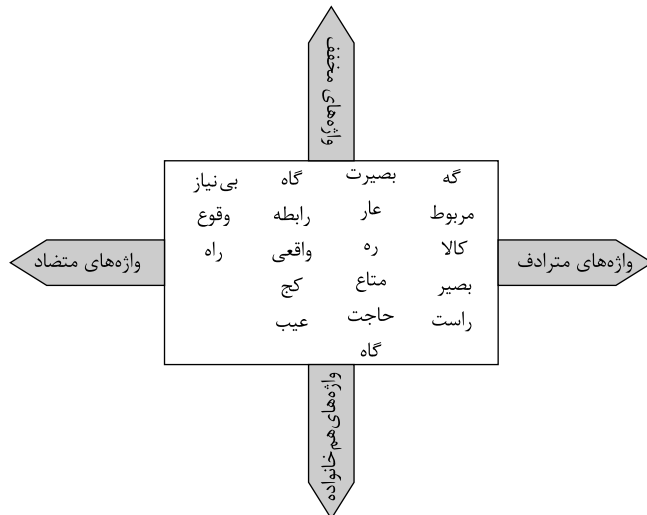 واژه‌های مخفف
گه بصیرت گاه بی‌نیاز
مربوط عار رابطه وقوع
کالا ره واقعی راه
بصیر متاع کج
راست حاجت عیب
گاه
واژه‌های مترادف
واژه‌های متضاد
واژه‌های هم‌خانواده